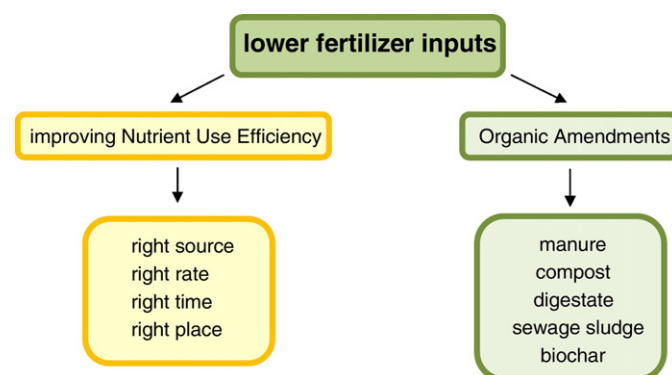 lower fertilizer inputs
improving Nutrient Use Efficiency
right source
right rate
right time
right place
Organic Amendments
manure
compost
digestate
sewage sludge
biochar